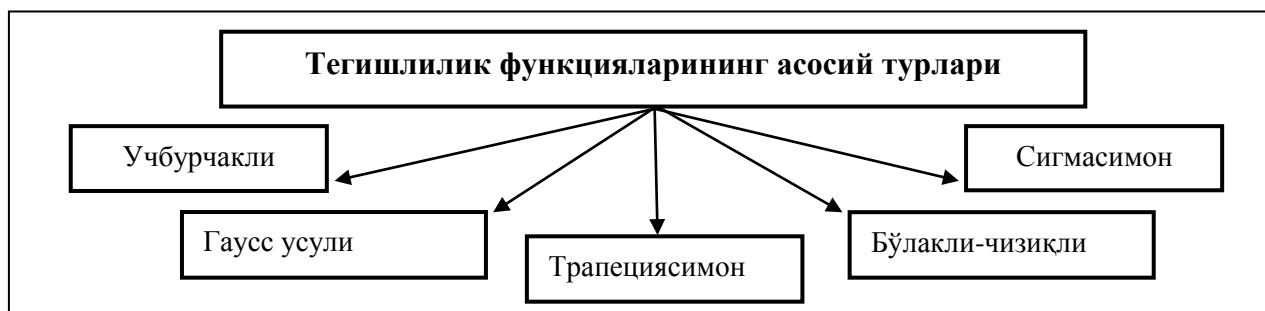 Тегишлилик функцияларининг асосий турлари
Учбурчакли
Сигмасимон
Гаусс усули
Трапециясимон
Бўлакли-чизиқли